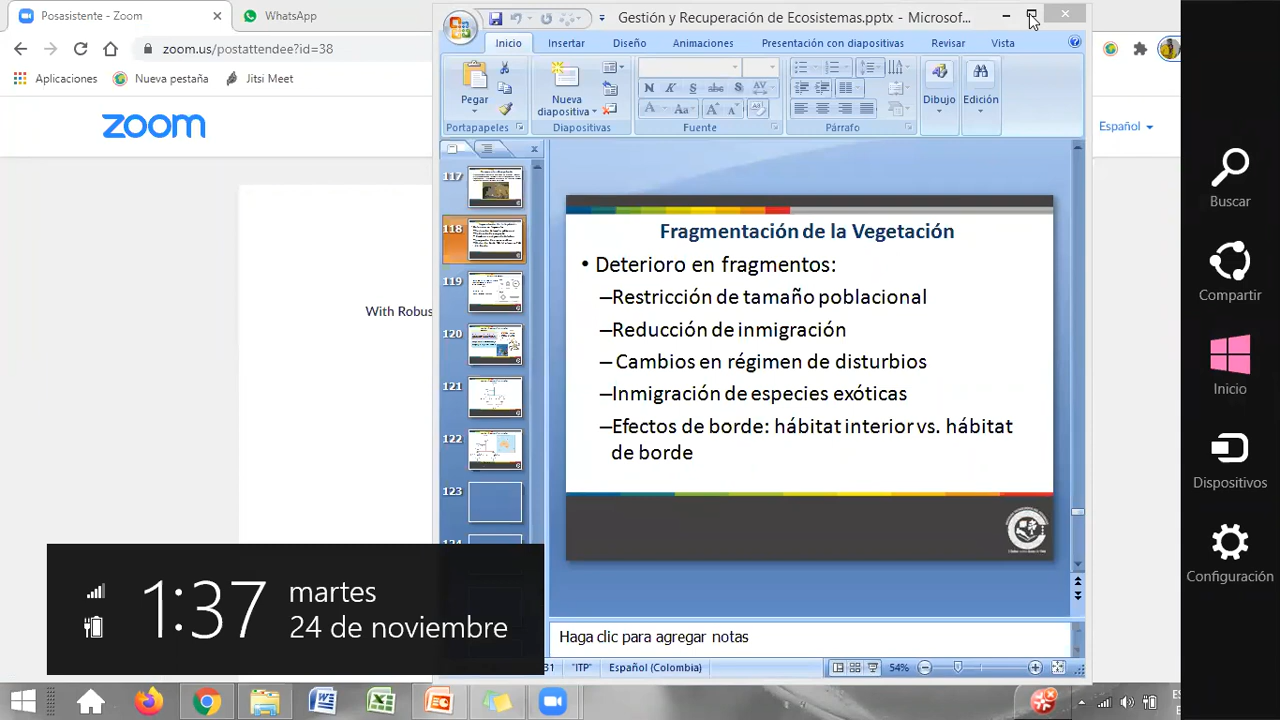 Posasistente - Zoom
WhatsApp
zoom.us/postattendee?id=38
Aplicaciones
Nueva pestaña
Jitsi Meet
zoom
Español
With Robus
Gestión y Recuperación de Ecosistemas.pptx - Microsof...
Inicio
Insertar
Diseño
Animaciones
Presentación con diapositivas
Revisar
Vista
Pegar
Nueva
diapositiva
Dibujo
Edición
Portapapeles
Diapositivas
Fuente
Párrafo
117
118
119
120
121
122
123
Fragmentación de la Vegetación
• Deterioro en fragmentos:
–Restricción de tamaño poblacional
–Reducción de inmigración
– Cambios en régimen de disturbios
–Inmigración de especies exóticas
–Efectos de borde: hábitat interior vs. hábitat
de borde
Haga clic para agregar notas
"ITP"
Español (Colombia)
54%
Buscar
Compartir
Inicio
Dispositivos
Configuración
1:37
martes
24 de noviembre